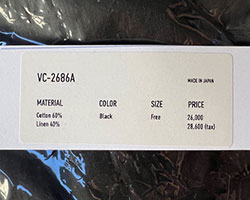 VC-2686A MADE IN JAPAN
MATERIAL COLOR SIZE PRICE
Cotton 60% Black Free 26,000
Linen 40% 28,600 (tax)